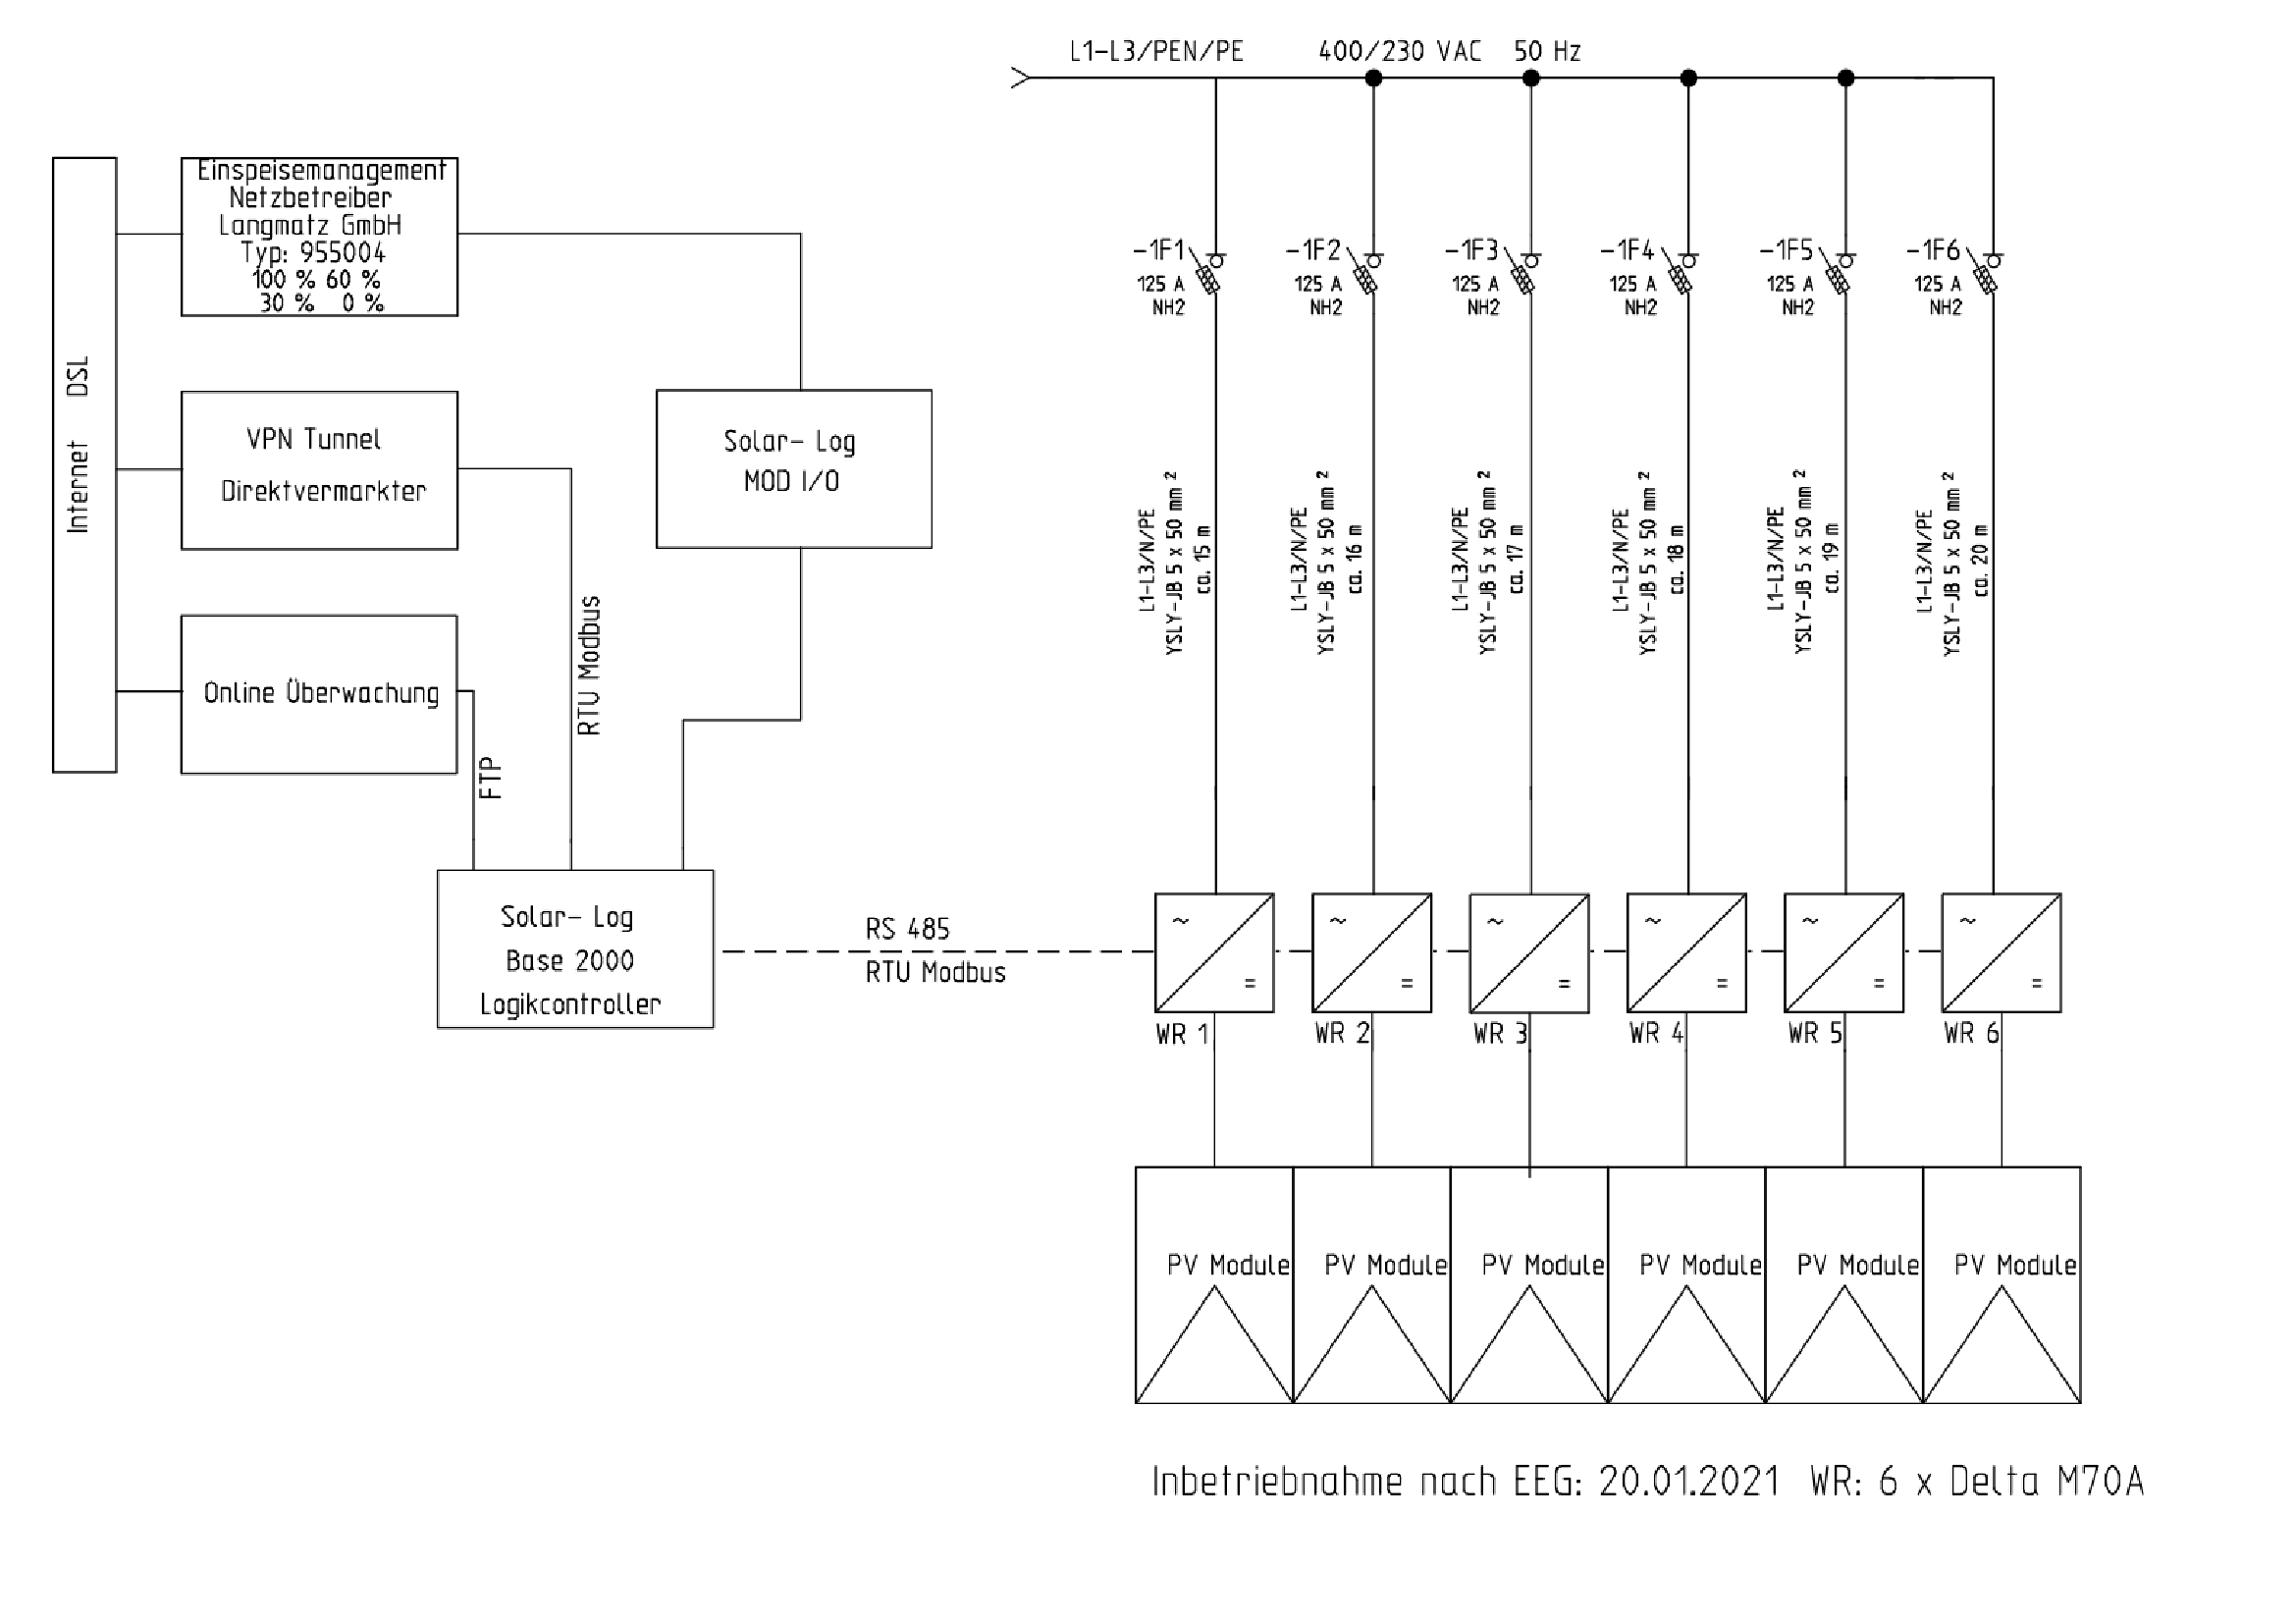 L1-L3/PEN/PE 400/230 VAC 50 Hz
Einspeisemanagement
Netzbetreiber
Langmatz GmbH
Typ: 955004
100 % 60 %
30 % 0 %
Internet DSL
VPN Tunnel
Direktvermarkter
Online Überwachung
FTP
RTU Modbus
Solar- Log
MOD I/O
Solar- Log
Base 2000
Logikcontroller
RS 485
RTU Modbus
-1F1
125 A
NH2
-1F2
125 A
NH2
-1F3
125 A
NH2
-1F4
125 A
NH2
-1F5
125 A
NH2
-1F6
125 A
NH2
L1-L3/N/PE
YSLY-JB 5 x 50 mm ²
ca. 15 m
L1-L3/N/PE
YSLY-JB 5 x 50 mm ²
ca. 16 m
L1-L3/N/PE
YSLY-JB 5 x 50 mm ²
ca. 17 m
L1-L3/N/PE
YSLY-JB 5 x 50 mm ²
ca. 18 m
L1-L3/N/PE
YSLY-JB 5 x 50 mm ²
ca. 19 m
L1-L3/N/PE
YSLY-JB 5 x 50 mm ²
ca. 20 m
~ =
~ =
~ =
~ =
~ =
~ =
WR 1
WR 2
WR 3
WR 4
WR 5
WR 6
PV Module
PV Module
PV Module
PV Module
PV Module
PV Module
Inbetriebnahme nach EEG: 20.01.2021 WR: 6 x Delta M70A